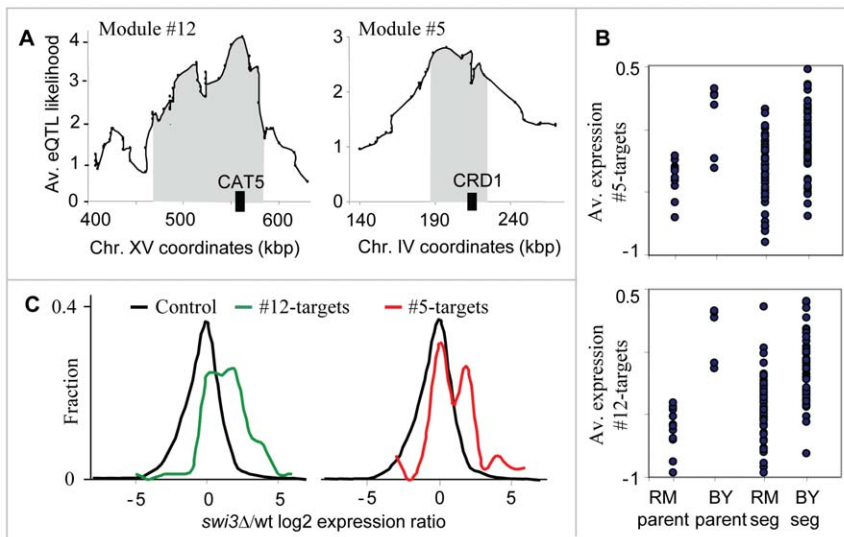 A
Module #12
Module #5
Av. eQTL likelihood
4
3
2
1
0
CAT5
400
500
600
Chr. XV coordinates (kbp)
3
2
1
0
CRD1
140
190
240
Chr. IV coordinates (kbp)
B
Av. expression
#5-targets
0.5
-1
Av. expression
#12-targets
0.5
-1
RM parent
BY parent
RM seg
BY seg
C
Control
#12-targets
#5-targets
Fraction
0.4
0
-5
0
5
-5
0
5
swi3Δ/wt log2 expression ratio